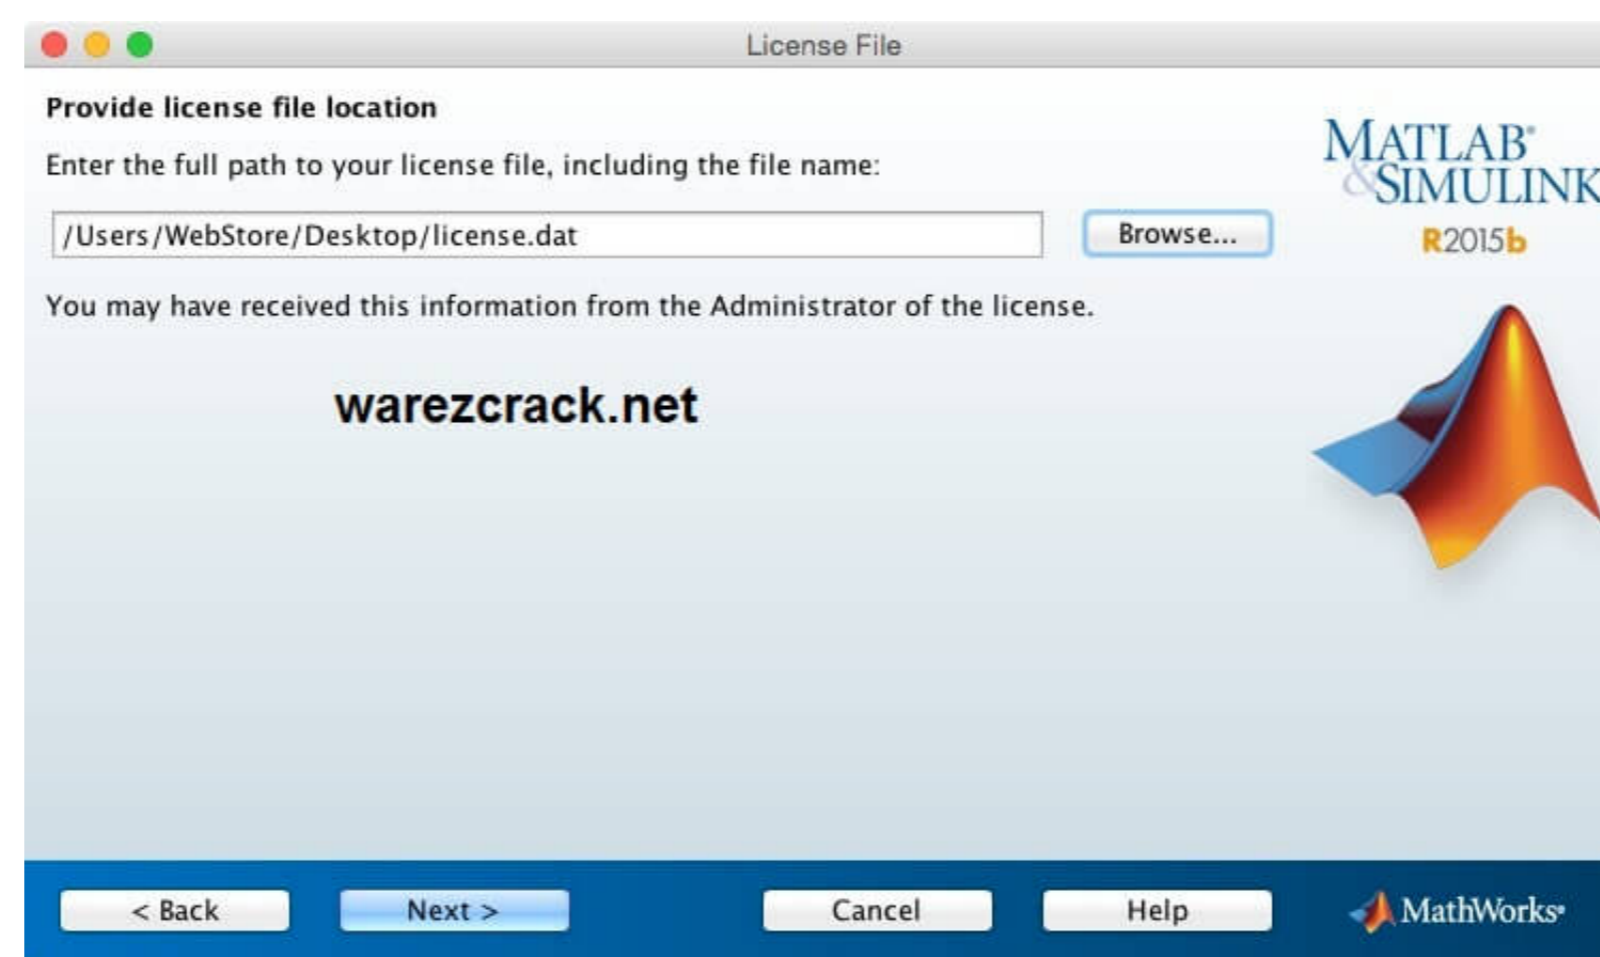 License File
Provide license file location
Enter the full path to your license file, including the file name:
/Users/WebStore/Desktop/license.dat
Browse...
You may have received this information from the Administrator of the license.
MATLAB®
&SIMULINK
R2015b
warezcrack.net
< Back
Next >
Cancel
Help
MathWorks®